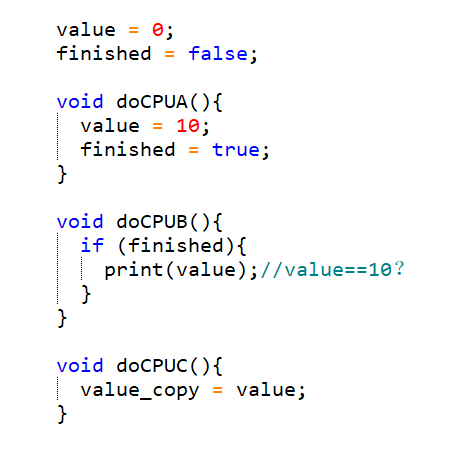 value = 0;
finished = false;
void doCPUA(){
value = 10;
finished = true;
}
void doCPUB(){
if (finished){
print(value);//value==10？
}
}
void doCPUC(){
value_copy = value;
}